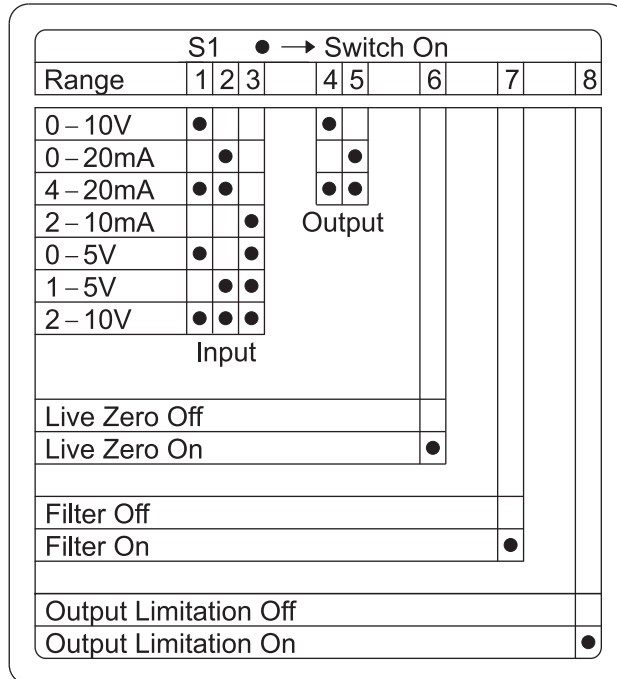 S1 ● → Switch On
Range 1 2 3 4 5 6 7 8
0 – 10V
0 – 20mA
4 – 20mA
2 – 10mA
0 – 5V
1 – 5V
2 – 10V
Output
Input
Live Zero Off
Live Zero On
Filter Off
Filter On
Output Limitation Off
Output Limitation On